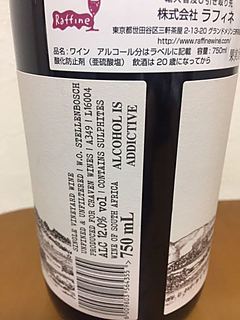 Raffine
株式会社 ラフィネ
東京都世田谷区三軒茶屋 2-13-20
www.raffinewine.com
品名：ワイン アルコール分はラベルに記載 容量：750ml
酸化防止剤（亜硫酸塩） 飲酒は20歳になってから
SINGLE VINEYARD WINE
UNFINED & UNFILTERED | W.O. STELLENBOSCH
PRODUCED FOR CRAVEN WINES | A349 | L16004
ALC 12.0% vol | CONTAINS SULPHITES
WINE OF SOUTH AFRICA
750 mL
ALCOHOL IS
ADDICTIVE